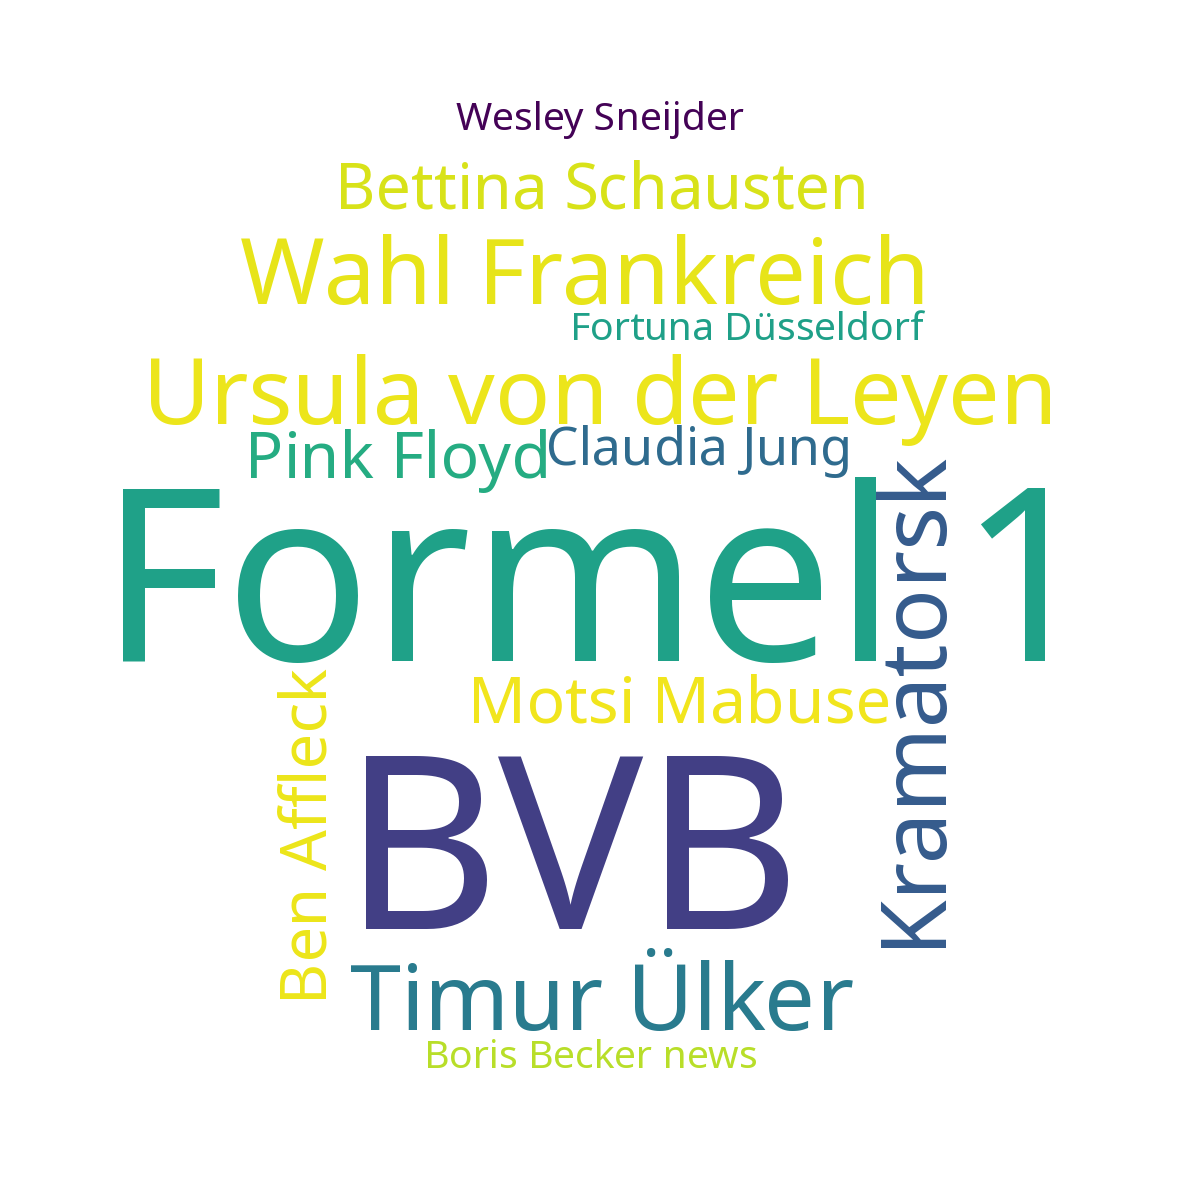 Wesley Sneijder
Bettina Schausten
Wahl Frankreich
Fortuna Düsseldorf
Ursula von der Leyen
Pink Floyd
Claudia Jung
Formel 1
Kramatorsk
Motsi Mabuse
Ben Affleck
BVB
Timur Ülker
Boris Becker news